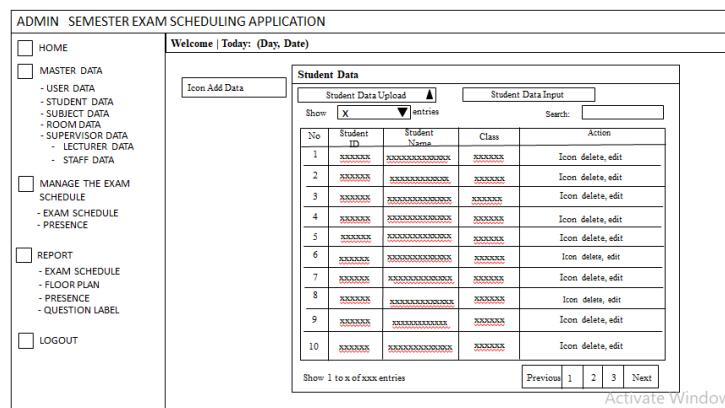 ADMIN SEMESTER EXAM SCHEDULING APPLICATION
HOME
MASTER DATA
- USER DATA
- STUDENT DATA
- SUBJECT DATA
- ROOM DATA
- SUPERVISOR DATA
- LECTURER DATA
- STAFF DATA
MANAGE THE EXAM
SCHEDULE
- EXAM SCHEDULE
- PRESENCE
REPORT
- EXAM SCHEDULE
- FLOOR PLAN
- PRESENCE
- QUESTION LABEL
LOGOUT
Welcome | Today: (Day, Date)
Icon Add Data
Student Data
Student Data Upload Student Data Input
Show X entries Search:
No Student ID Student Name Class Action
1 xxxxxx xxxxxxxxxxxxx xxxxxx Icon delete, edit
2 xxxxxx xxxxxxxxxxxx xxxxxx Icon delete, edit
3 xxxxxx xxxxxxxxxxxxx xxxxxx Icon delete, edit
4 xxxxxx xxxxxxxxxxxxx xxxxxx Icon delete, edit
5 xxxxxx xxxxxxxxxxxxx xxxxxx Icon delete, edit
6 xxxxxx xxxxxxxxxxxxx xxxxxx Icon delete, edit
7 xxxxxx xxxxxxxxxxxxx xxxxxx Icon delete, edit
8 xxxxxx xxxxxxxxxxxxx xxxxxx Icon delete, edit
9 xxxxxx xxxxxxxxxxxxx xxxxxx Icon delete, edit
10 xxxxxx xxxxxxxxxxxxx xxxxxx Icon delete, edit
Show 1 to x of xxx entries Previous 1 2 3 Next
Activate Window